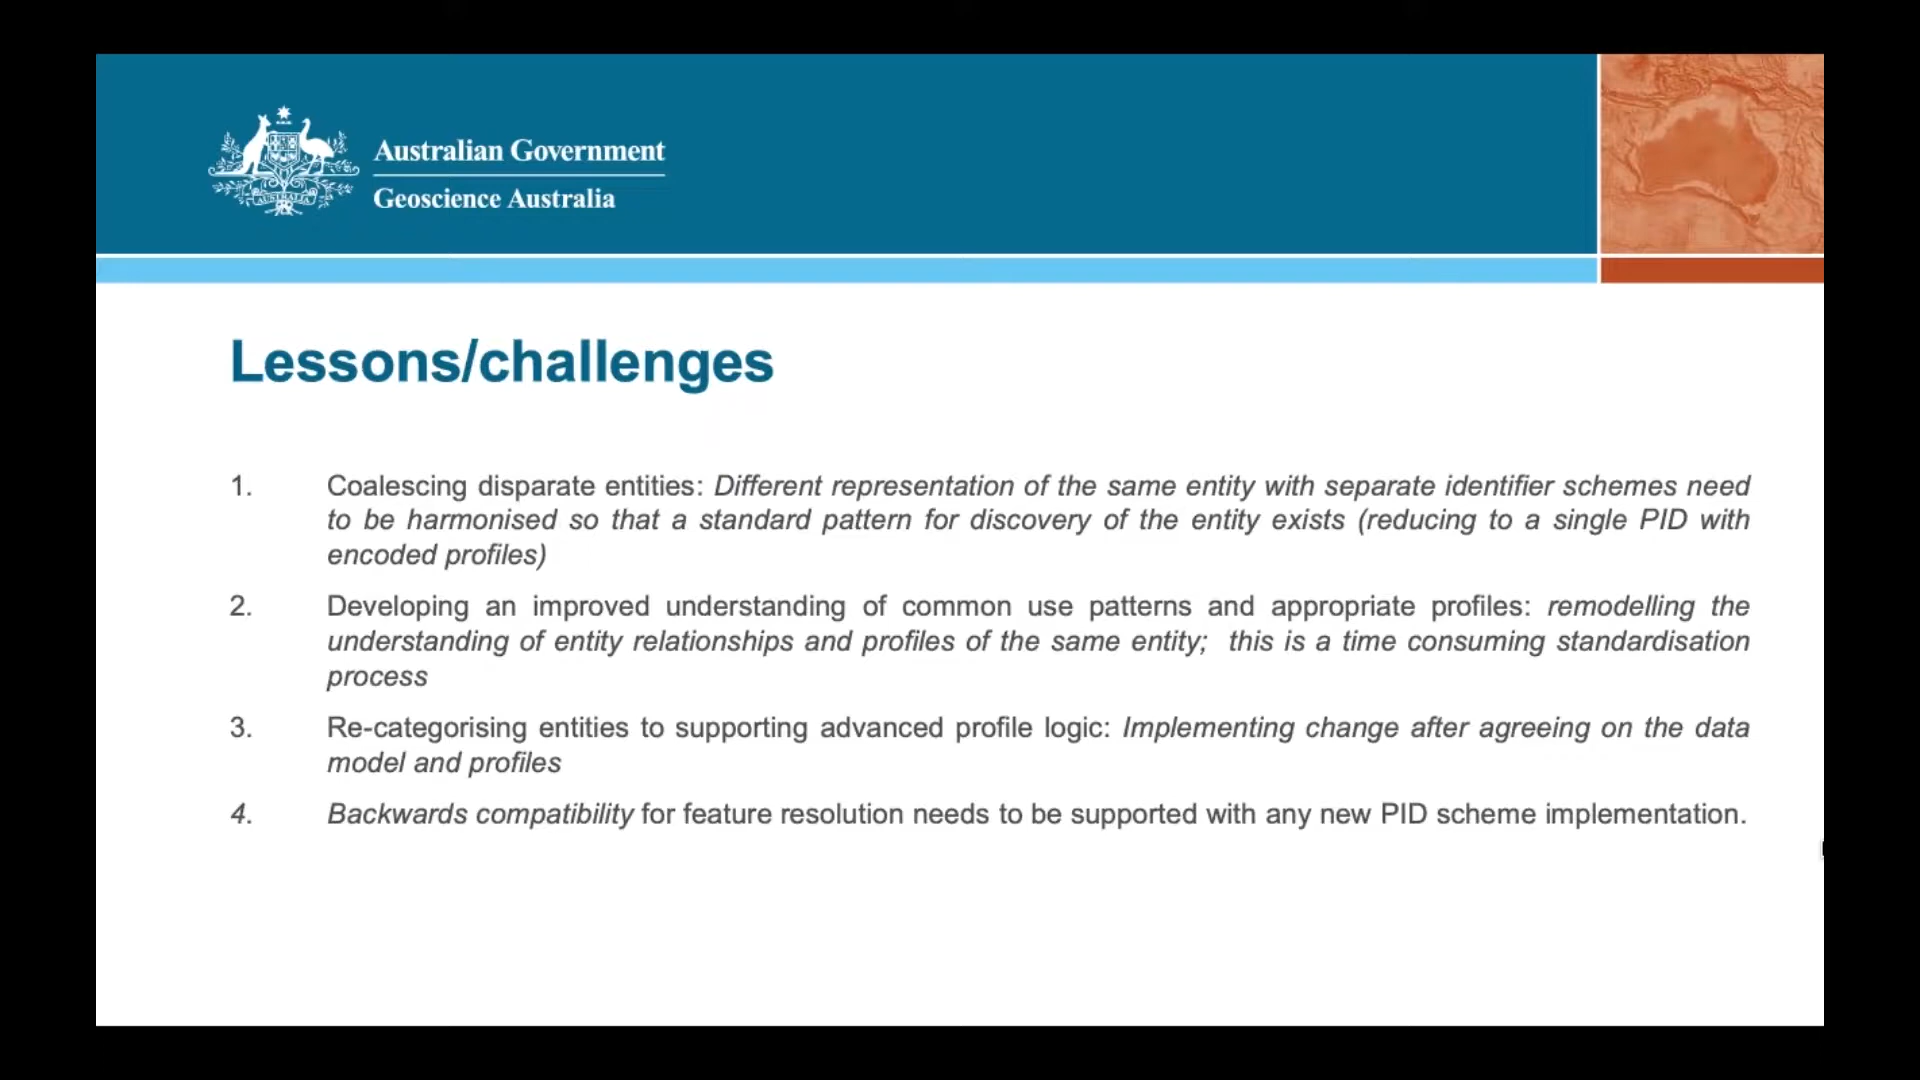 AUSTRALIA
Australian Government
Geoscience Australia
Lessons/challenges
1. Coalescing disparate entities: Different representation of the same entity with separate identifier schemes need
to be harmonised so that a standard pattern for discovery of the entity exists (reducing to a single PID with
encoded profiles)
2. Developing an improved understanding of common use patterns and appropriate profiles: remodelling the
understanding of entity relationships and profiles of the same entity; this is a time consuming standardisation
process
3. Re-categorising entities to supporting advanced profile logic: Implementing change after agreeing on the data
model and profiles
4. Backwards compatibility for feature resolution needs to be supported with any new PID scheme implementation.